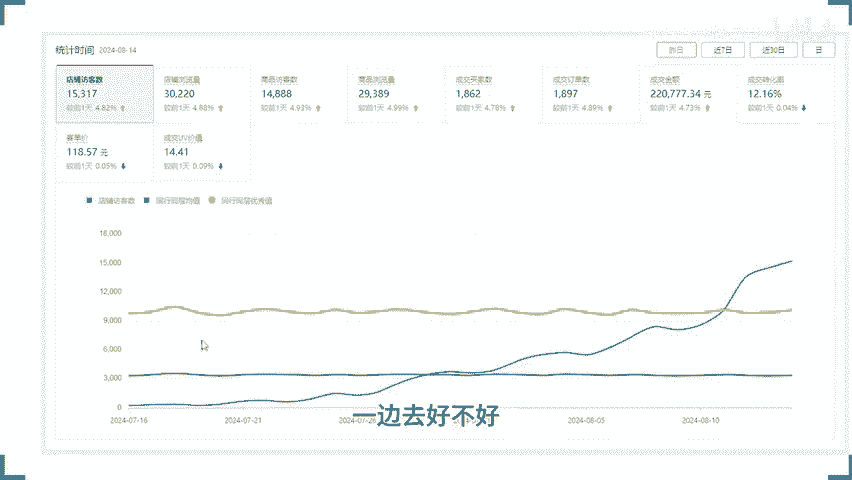 统计时间 2024-08-14
昨日 近7日 近30日 日
店铺访客数 店铺浏览量 商品访客数 商品浏览量 成交买家数 成交订单数 成交金额 成交转化率
15,317 30,220 14,888 29,389 1,862 1,897 220,777.34 元 12.16%
较前1天 4.82% 较前1天 4.88% 较前1天 4.93% 较前1天 4.99% 较前1天 4.78% 较前1天 4.89% 较前1天 4.73% 较前1天 0.04%
客单价 成交UV价值
118.57 元 14.41
较前1天 0.05% 较前1天 0.09%
店铺访客数 同行同层均值 同行同层优秀值
18,000
15,000
12,000
9,000
6,000
3,000
0
2024-07-16 2024-07-21 2024-07-26 2024-08-05 2024-08-10
一边去好不好